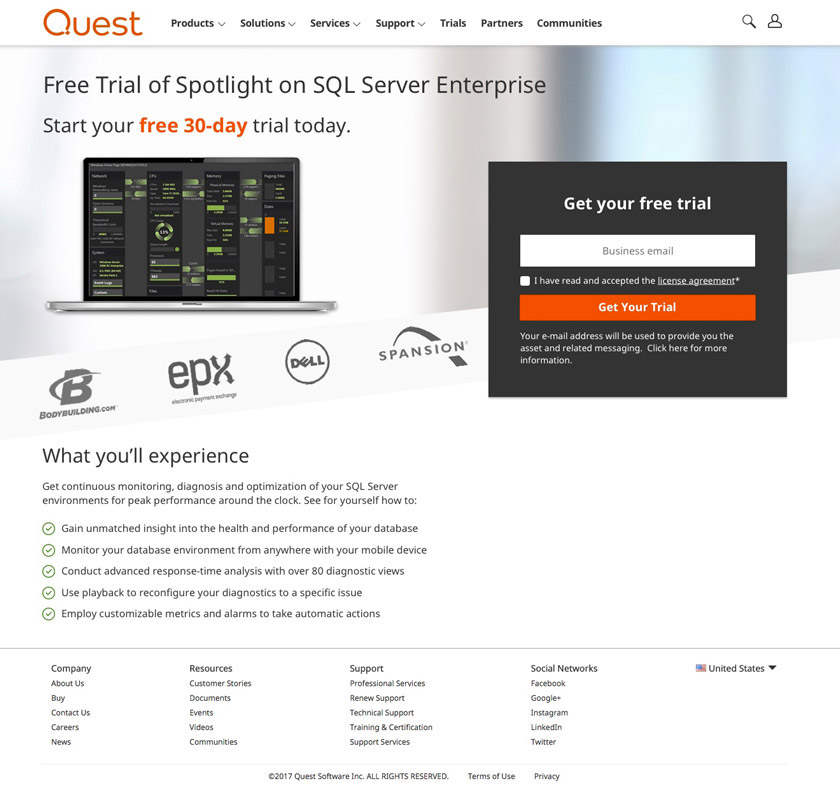 Quest
Products
Solutions
Services
Support
Trials
Partners
Communities
Free Trial of Spotlight on SQL Server Enterprise
Start your free 30-day trial today.
Network
CPU
Memory
Paging Files
Disks
System
Get your free trial
Business email
I have read and accepted the license agreement*
Get Your Trial
Your e-mail address will be used to provide you the
asset and related messaging. Click here for more
information.
BODYBUILDING.COM
epx
electronic payment exchange
DELL
SPANSION
What you’ll experience
Get continuous monitoring, diagnosis and optimization of your SQL Server
environments for peak performance around the clock. See for yourself how to:
Gain unmatched insight into the health and performance of your database
Monitor your database environment from anywhere with your mobile device
Conduct advanced response-time analysis with over 80 diagnostic views
Use playback to reconfigure your diagnostics to a specific issue
Employ customizable metrics and alarms to take automatic actions
Company
About Us
Buy
Contact Us
Careers
News
Resources
Customer Stories
Documents
Events
Videos
Communities
Support
Professional Services
Renew Support
Technical Support
Training & Certification
Support Services
Social Networks
Facebook
Google+
Instagram
LinkedIn
Twitter
United States
©2017 Quest Software Inc. ALL RIGHTS RESERVED.
Terms of Use
Privacy